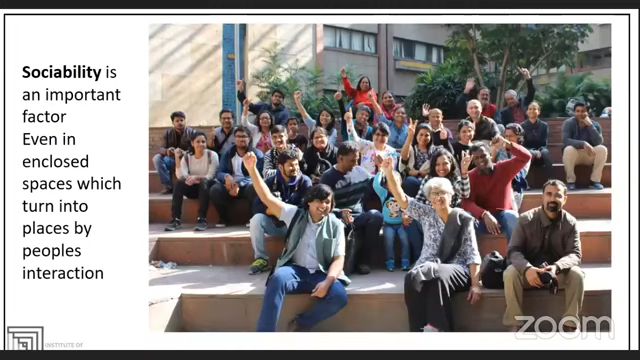 Sociability is
an important
factor
Even in
enclosed
spaces which
turn into
places by
peoples
interaction
zoom
INSTITUTE OF